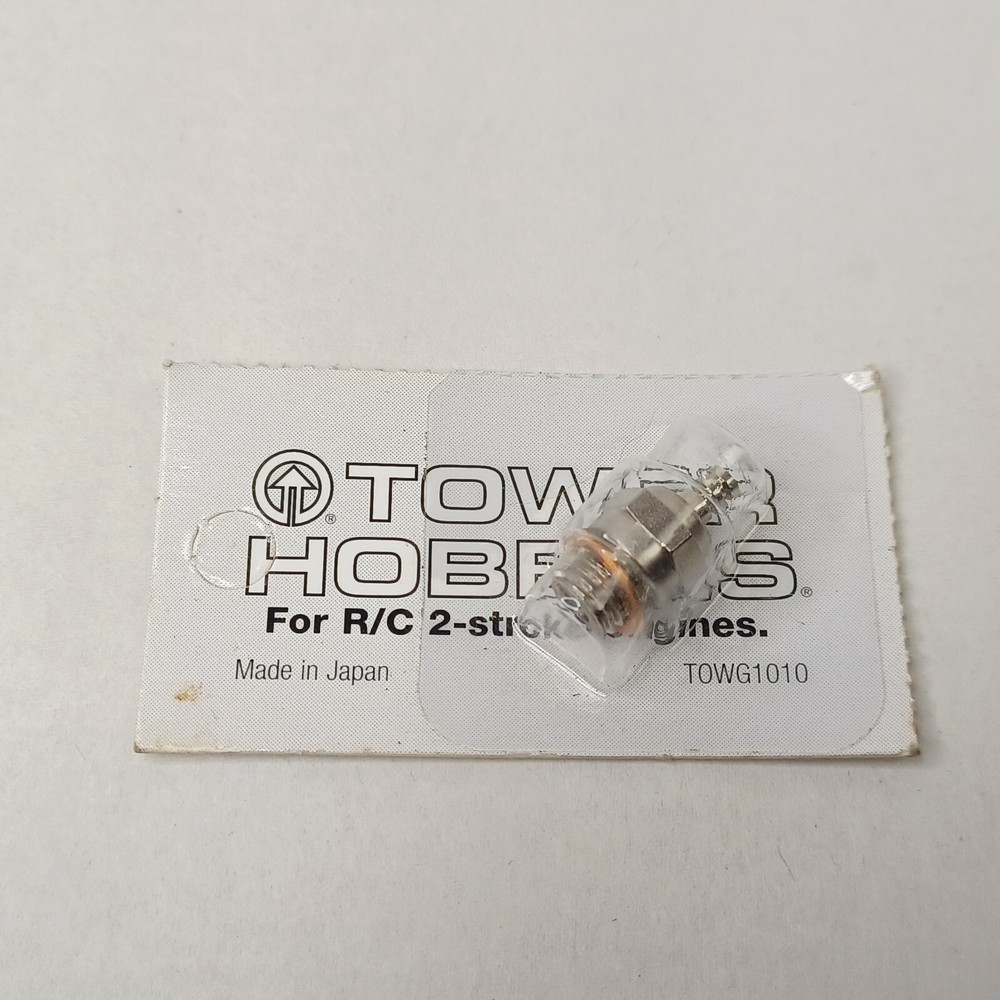 TOWER
HOBBIES®
For R/C 2-stroke engines.
Made in Japan
TOWG1010